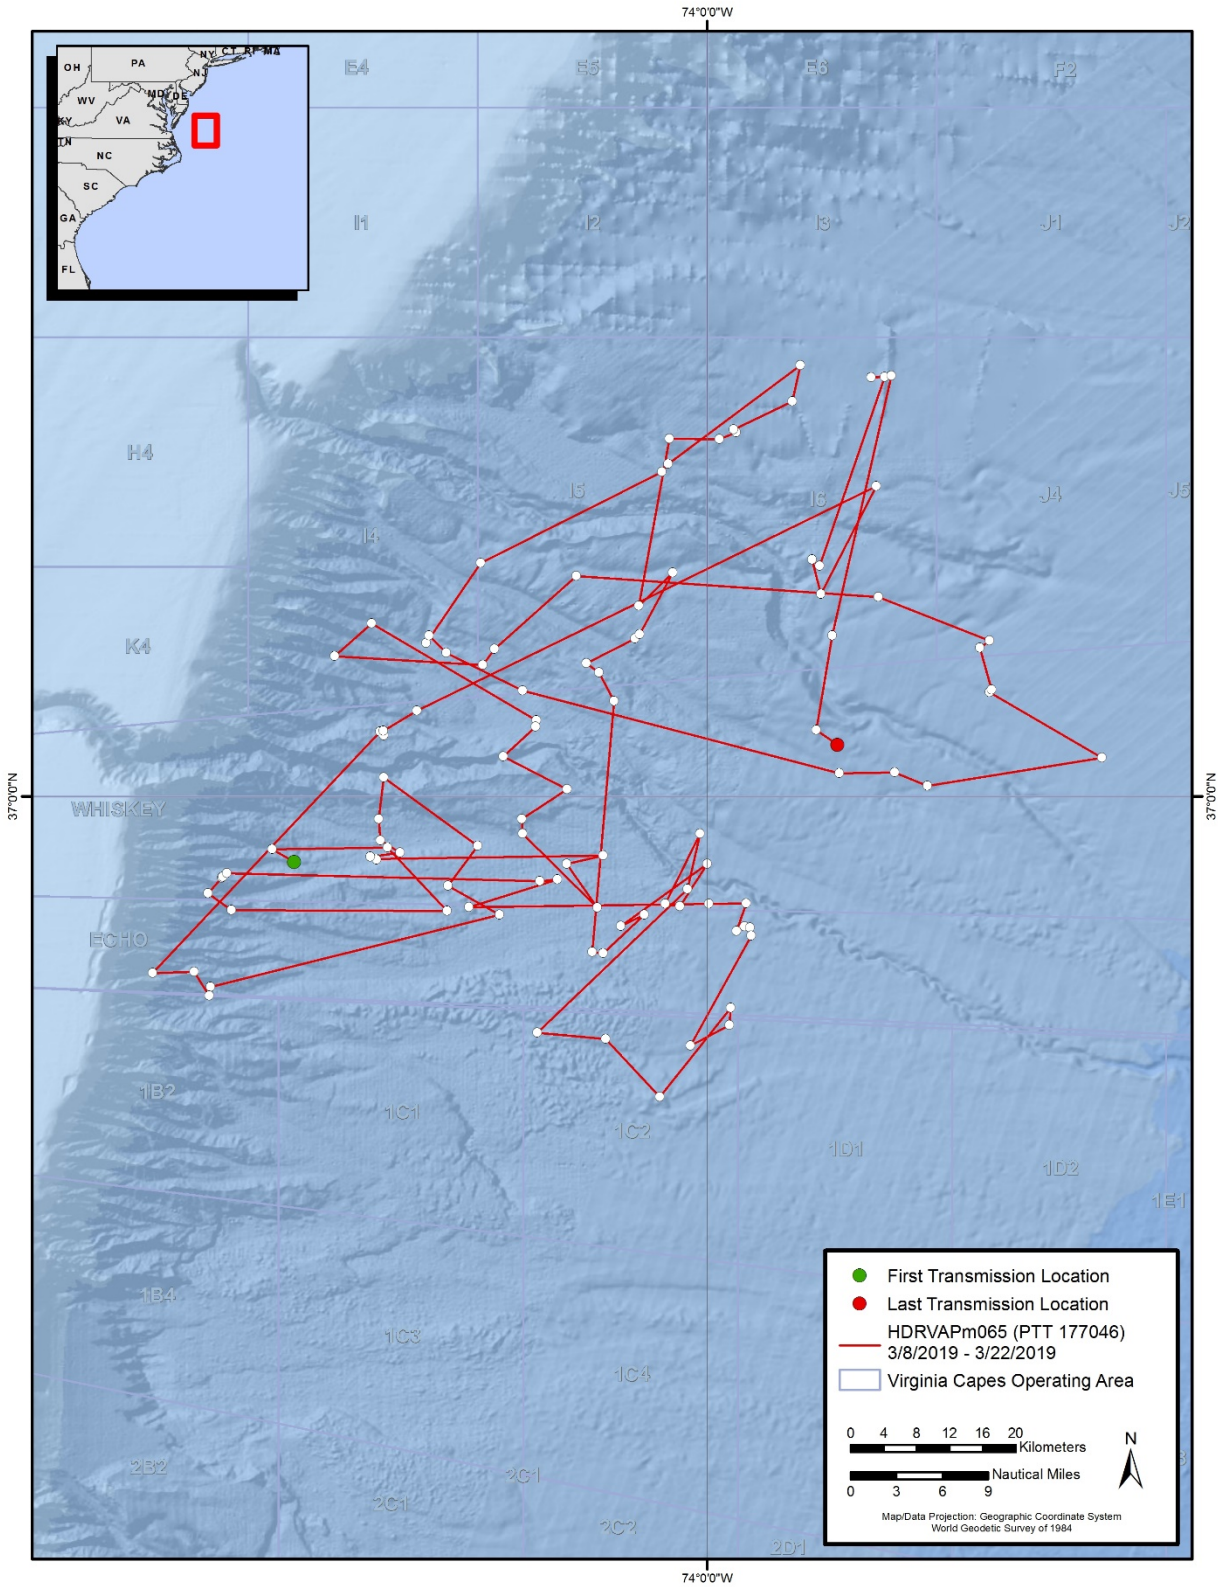 74°0'0"W
NY CT RI MA
OH PA NJ
WV MD DE
KY VA
TN NC
SC
GA
FL
E4 E5 E6 F2
I1 I2 I3 J1 J2
H4 I5 I6 J4 J5
I4
K4
37°0'0"N
37°0'0"N
WHISKEY
ECHO
1B2 1C1 1C2 1D1 1D2
1E1
1B4 1C3 1C4
2B2 2C1 2C1 2C2 2D1
First Transmission Location
Last Transmission Location
HDRVAPm065 (PTT 177046)
3/8/2019 - 3/22/2019
Virginia Capes Operating Area
0 4 8 12 16 20
Kilometers
Nautical Miles
0 3 6 9
N
Map/Data Projection: Geographic Coordinate System
World Geodetic Survey of 1984
74°0'0"W